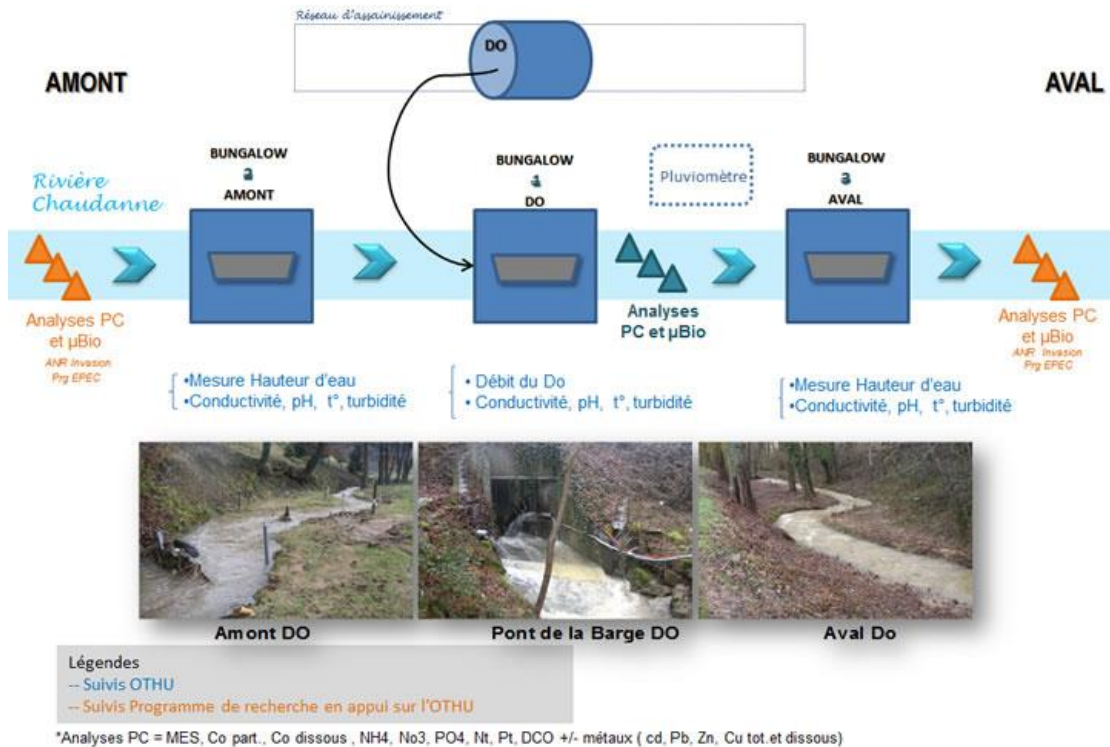 Réseau d'assainissement
DO
AMONT
AVAL
BUNGALOW
a
AMONT
BUNGALOW
DO
Pluviomètre
BUNGALOW
a
AVAL
Rivière
Chaudanne
Analyses PC
et µBio
ANR Invasion
Prg EPEC
Analyses
PC et µBio
Analyses PC
et µBio
ANR Invasion
Prg EPEC
•Mesure Hauteur d'eau
•Conductivité, pH, t°, turbidité
• Débit du Do
• Conductivité, pH, t°, turbidité
•Mesure Hauteur d'eau
•Conductivité, pH, t°, turbidité
Amont DO
Pont de la Barge DO
Aval Do
Légendes
-- Suivis OTHU
-- Suivis Programme de recherche en appui sur l'OTHU
*Analyses PC = MES, Co part., Co dissous , NH4, No3, PO4, Nt, Pt, DCO +/- métaux ( cd, Pb, Zn, Cu tot.et dissous)